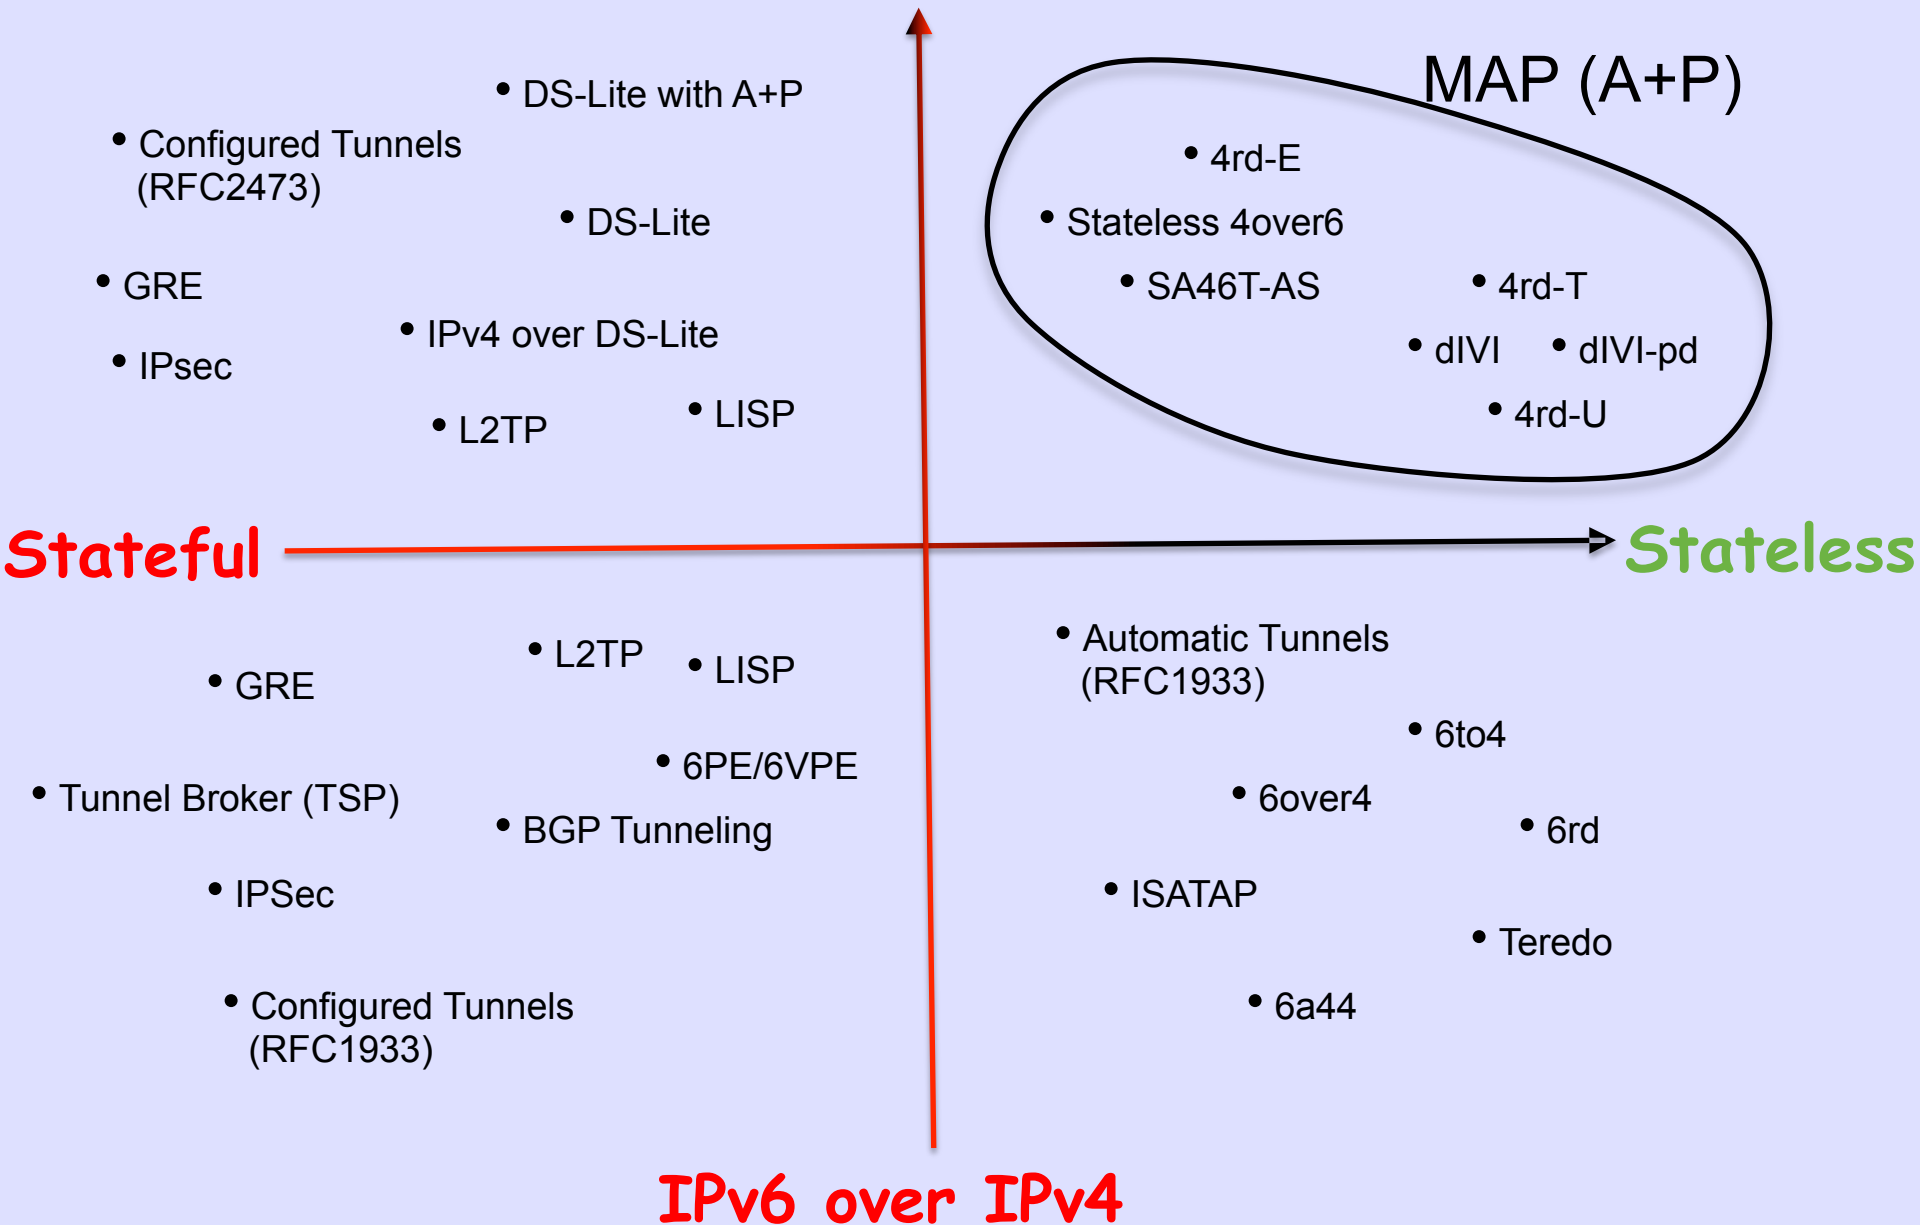 MAP (A+P)
• DS-Lite with A+P
• Configured Tunnels
(RFC2473)
• 4rd-E
• DS-Lite
• Stateless 4over6
• GRE
• SA46T-AS
• 4rd-T
• IPv4 over DS-Lite
• IPsec
• dIVI
• dIVI-pd
• L2TP
• LISP
• 4rd-U
Stateful
Stateless
• L2TP
• LISP
• GRE
• Automatic Tunnels
(RFC1933)
• 6to4
• 6PE/6VPE
• Tunnel Broker (TSP)
• 6over4
• BGP Tunneling
• 6rd
• IPSec
• ISATAP
• Teredo
• Configured Tunnels
(RFC1933)
• 6a44
IPv6 over IPv4